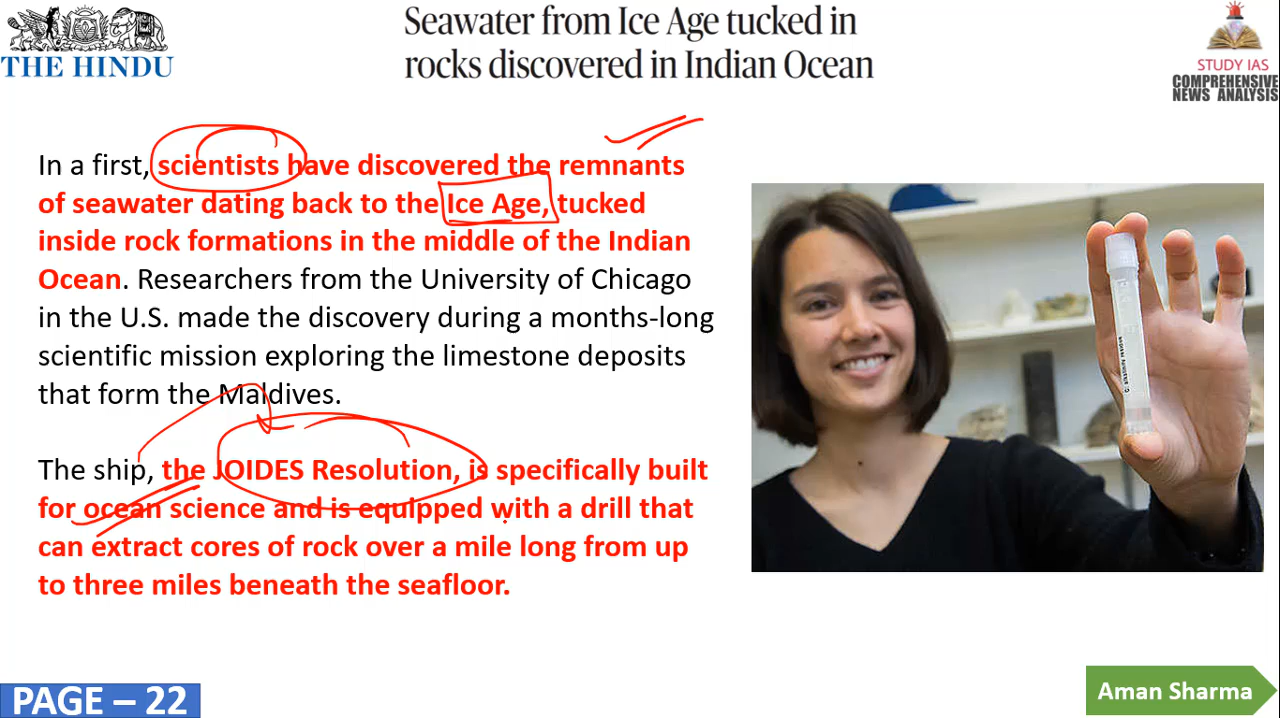 THE HINDU
Seawater from Ice Age tucked in
rocks discovered in Indian Ocean
STUDY IAS
COMPREHENSIVE
NEWS ANALYSIS
In a first, scientists have discovered the remnants
of seawater dating back to the Ice Age, tucked
inside rock formations in the middle of the Indian
Ocean. Researchers from the University of Chicago
in the U.S. made the discovery during a months-long
scientific mission exploring the limestone deposits
that form the Maldives.
The ship, the JOIDES Resolution, is specifically built
for ocean science and is equipped with a drill that
can extract cores of rock over a mile long from up
to three miles beneath the seafloor.
PAGE – 22
Aman Sharma